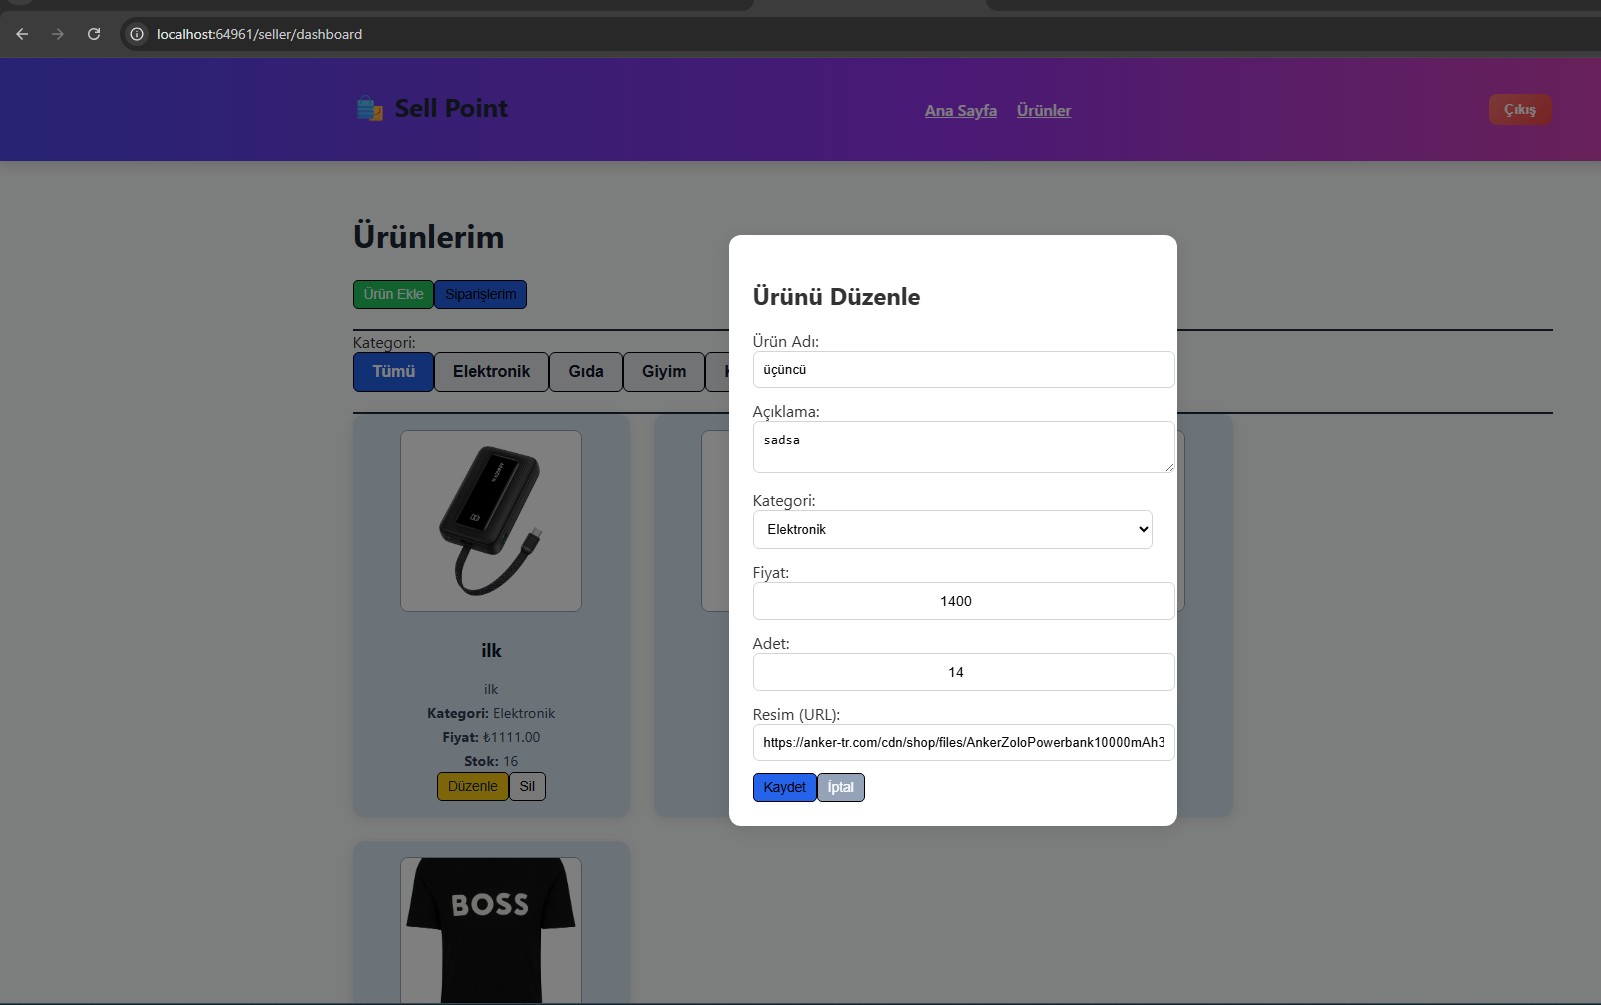 localhost:64961/seller/dashboard
Sell Point
Ana Sayfa Ürünler
Çıkış
Ürünlerim
Ürün Ekle Siparişlerim
Kategori:
Tümü Elektronik Gıda Giyim
ilk
ilk
Kategori: Elektronik
Fiyat: ₺1111.00
Stok: 16
Düzenle Sil
BOSS
Ürünü Düzenle
Ürün Adı:
üçüncü
Açıklama:
sadsa
Kategori:
Elektronik
Fiyat:
1400
Adet:
14
Resim (URL):
https://anker-tr.com/cdn/shop/files/AnkerZoloPowerbank10000mAh3
Kaydet İptal